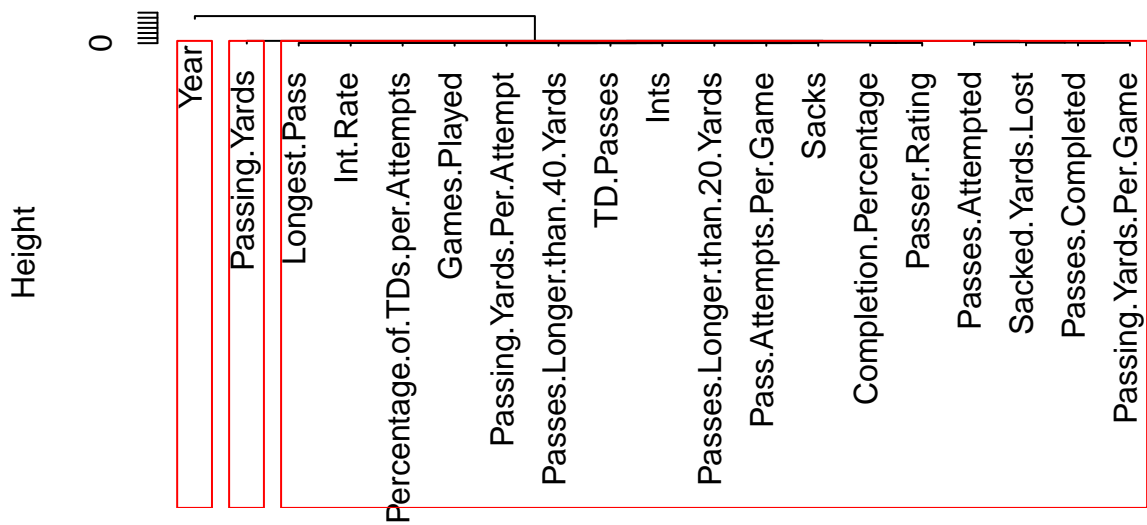 Height
0
Year
Passing.Yards
Longest.Pass
Int.Rate
Percentage.of.TDs.per.Attempts
Games.Played
Passing.Yards.Per.Attempt
Passes.Longer.than.40.Yards
TD.Passes
Ints
Passes.Longer.than.20.Yards
Pass.Attempts.Per.Game
Sacks
Completion.Percentage
Passer.Rating
Passes.Attempted
Sacked.Yards.Lost
Passes.Completed
Passing.Yards.Per.Game